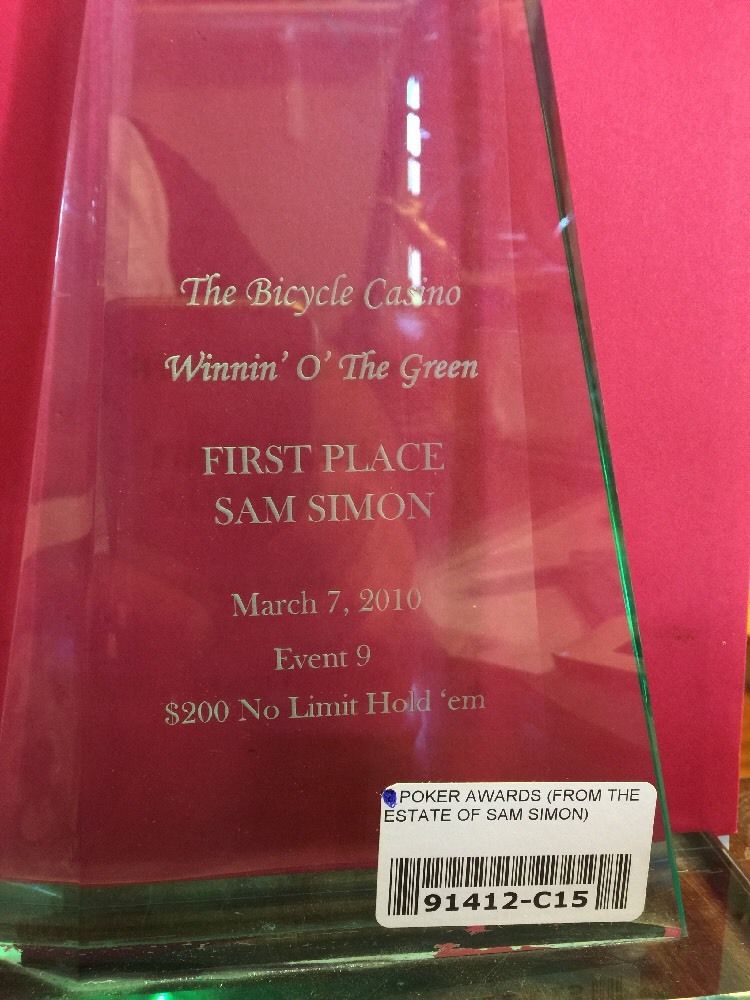 The Bicycle Casino
Winnin' O' The Green
FIRST PLACE
SAM SIMON
March 7, 2010
Event 9
$200 No Limit Hold 'em
POKER AWARDS (FROM THE
ESTATE OF SAM SIMON)
91412-C15